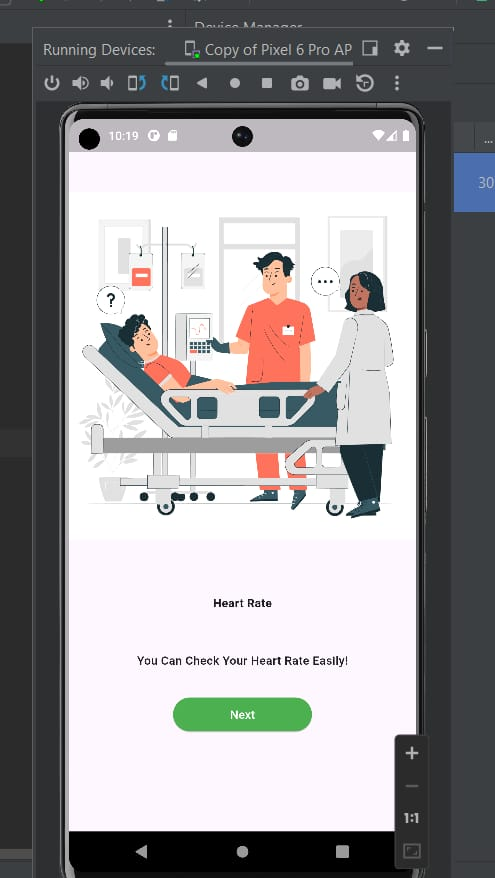 Device Manager
Running Devices:
Copy of Pixel 6 Pro AP
...
30
10:19
?
...
Heart Rate
You Can Check Your Heart Rate Easily!
Next
1:1